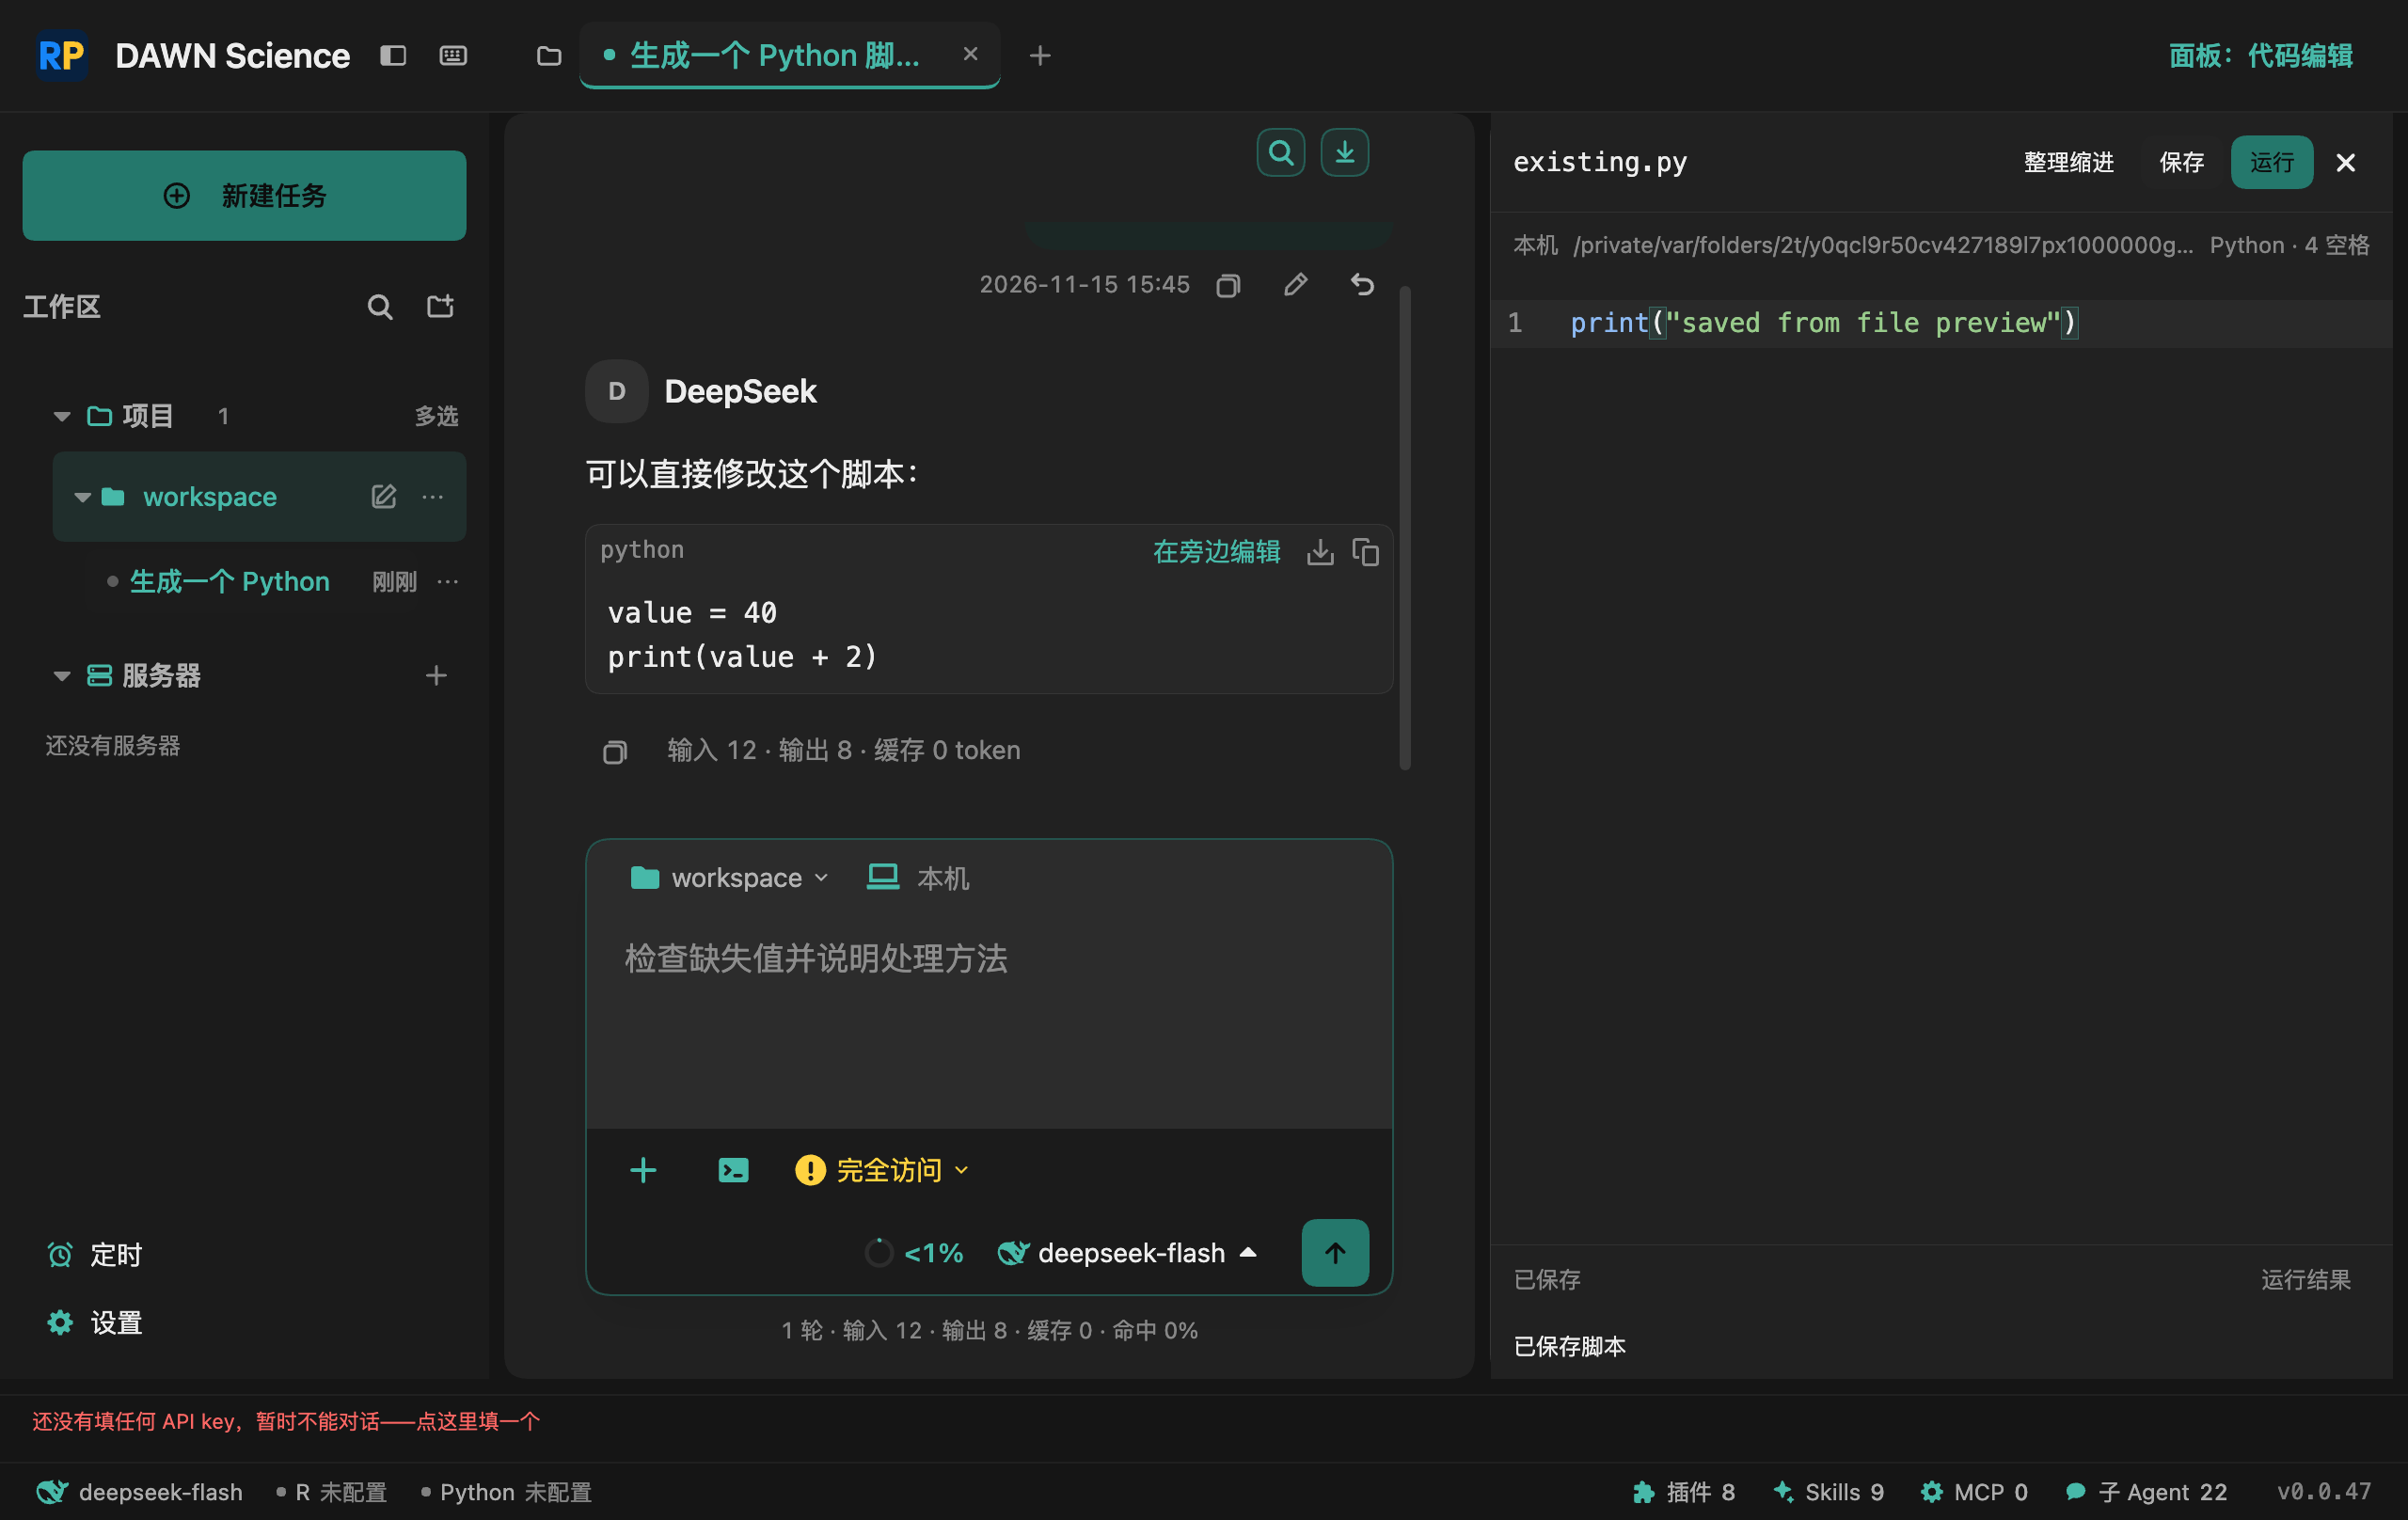 RP DAWN Science
生成一个 Python 脚...
面板：代码编辑
新建任务
工作区
项目 1 多选
workspace
生成一个 Python 刚刚
服务器
还没有服务器
定时
设置
2026-11-15 15:45
D DeepSeek
可以直接修改这个脚本：
python 在旁边编辑
value = 40
print(value + 2)
输入 12 · 输出 8 · 缓存 0 token
workspace 本机
检查缺失值并说明处理方法
完全访问
<1% deepseek-flash
1 轮 · 输入 12 · 输出 8 · 缓存 0 · 命中 0%
existing.py 整理缩进 保存 运行
本机 /private/var/folders/2t/y0qcl9r50cv427189l7px1000000g... Python · 4 空格
1 print("saved from file preview")
已保存 运行结果
已保存脚本
还没有填任何 API key，暂时不能对话——点这里填一个
deepseek-flash R 未配置 Python 未配置 插件 8 Skills 9 MCP 0 子 Agent 22 v0.0.47